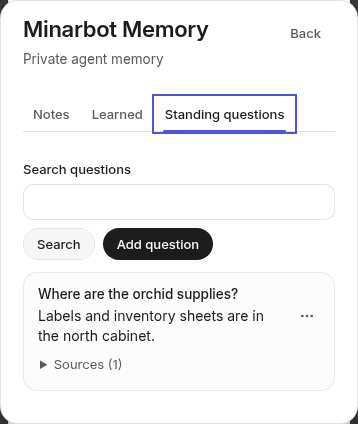 Minarbot Memory
Back
Private agent memory
Notes
Learned
Standing questions
Search questions
Search
Add question
Where are the orchid supplies?
Labels and inventory sheets are in
the north cabinet.
Sources (1)